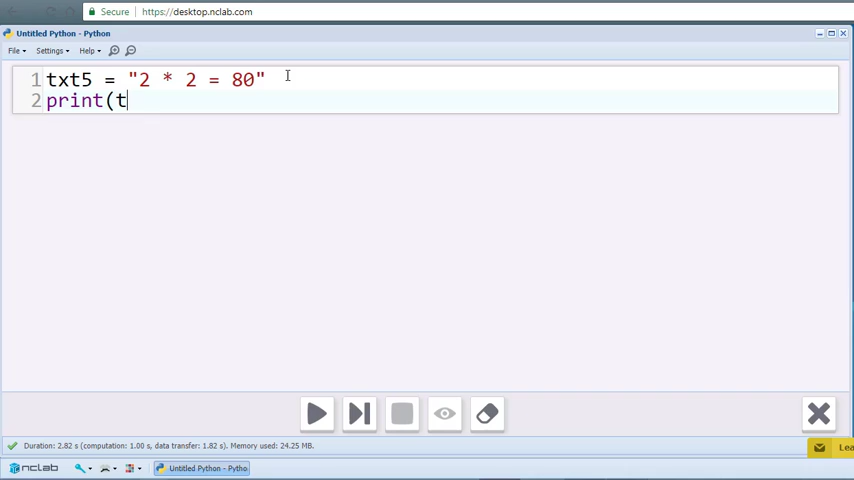 Secure https://desktop.nclab.com
Untitled Python - Python
File Settings Help
1 txt5 = "2 * 2 = 80"
2 print(t
Duration: 2.82 s (computation: 1.00 s, data transfer: 1.82 s). Memory used: 24.25 MB.
Lea
nclab Untitled Python - Pytho